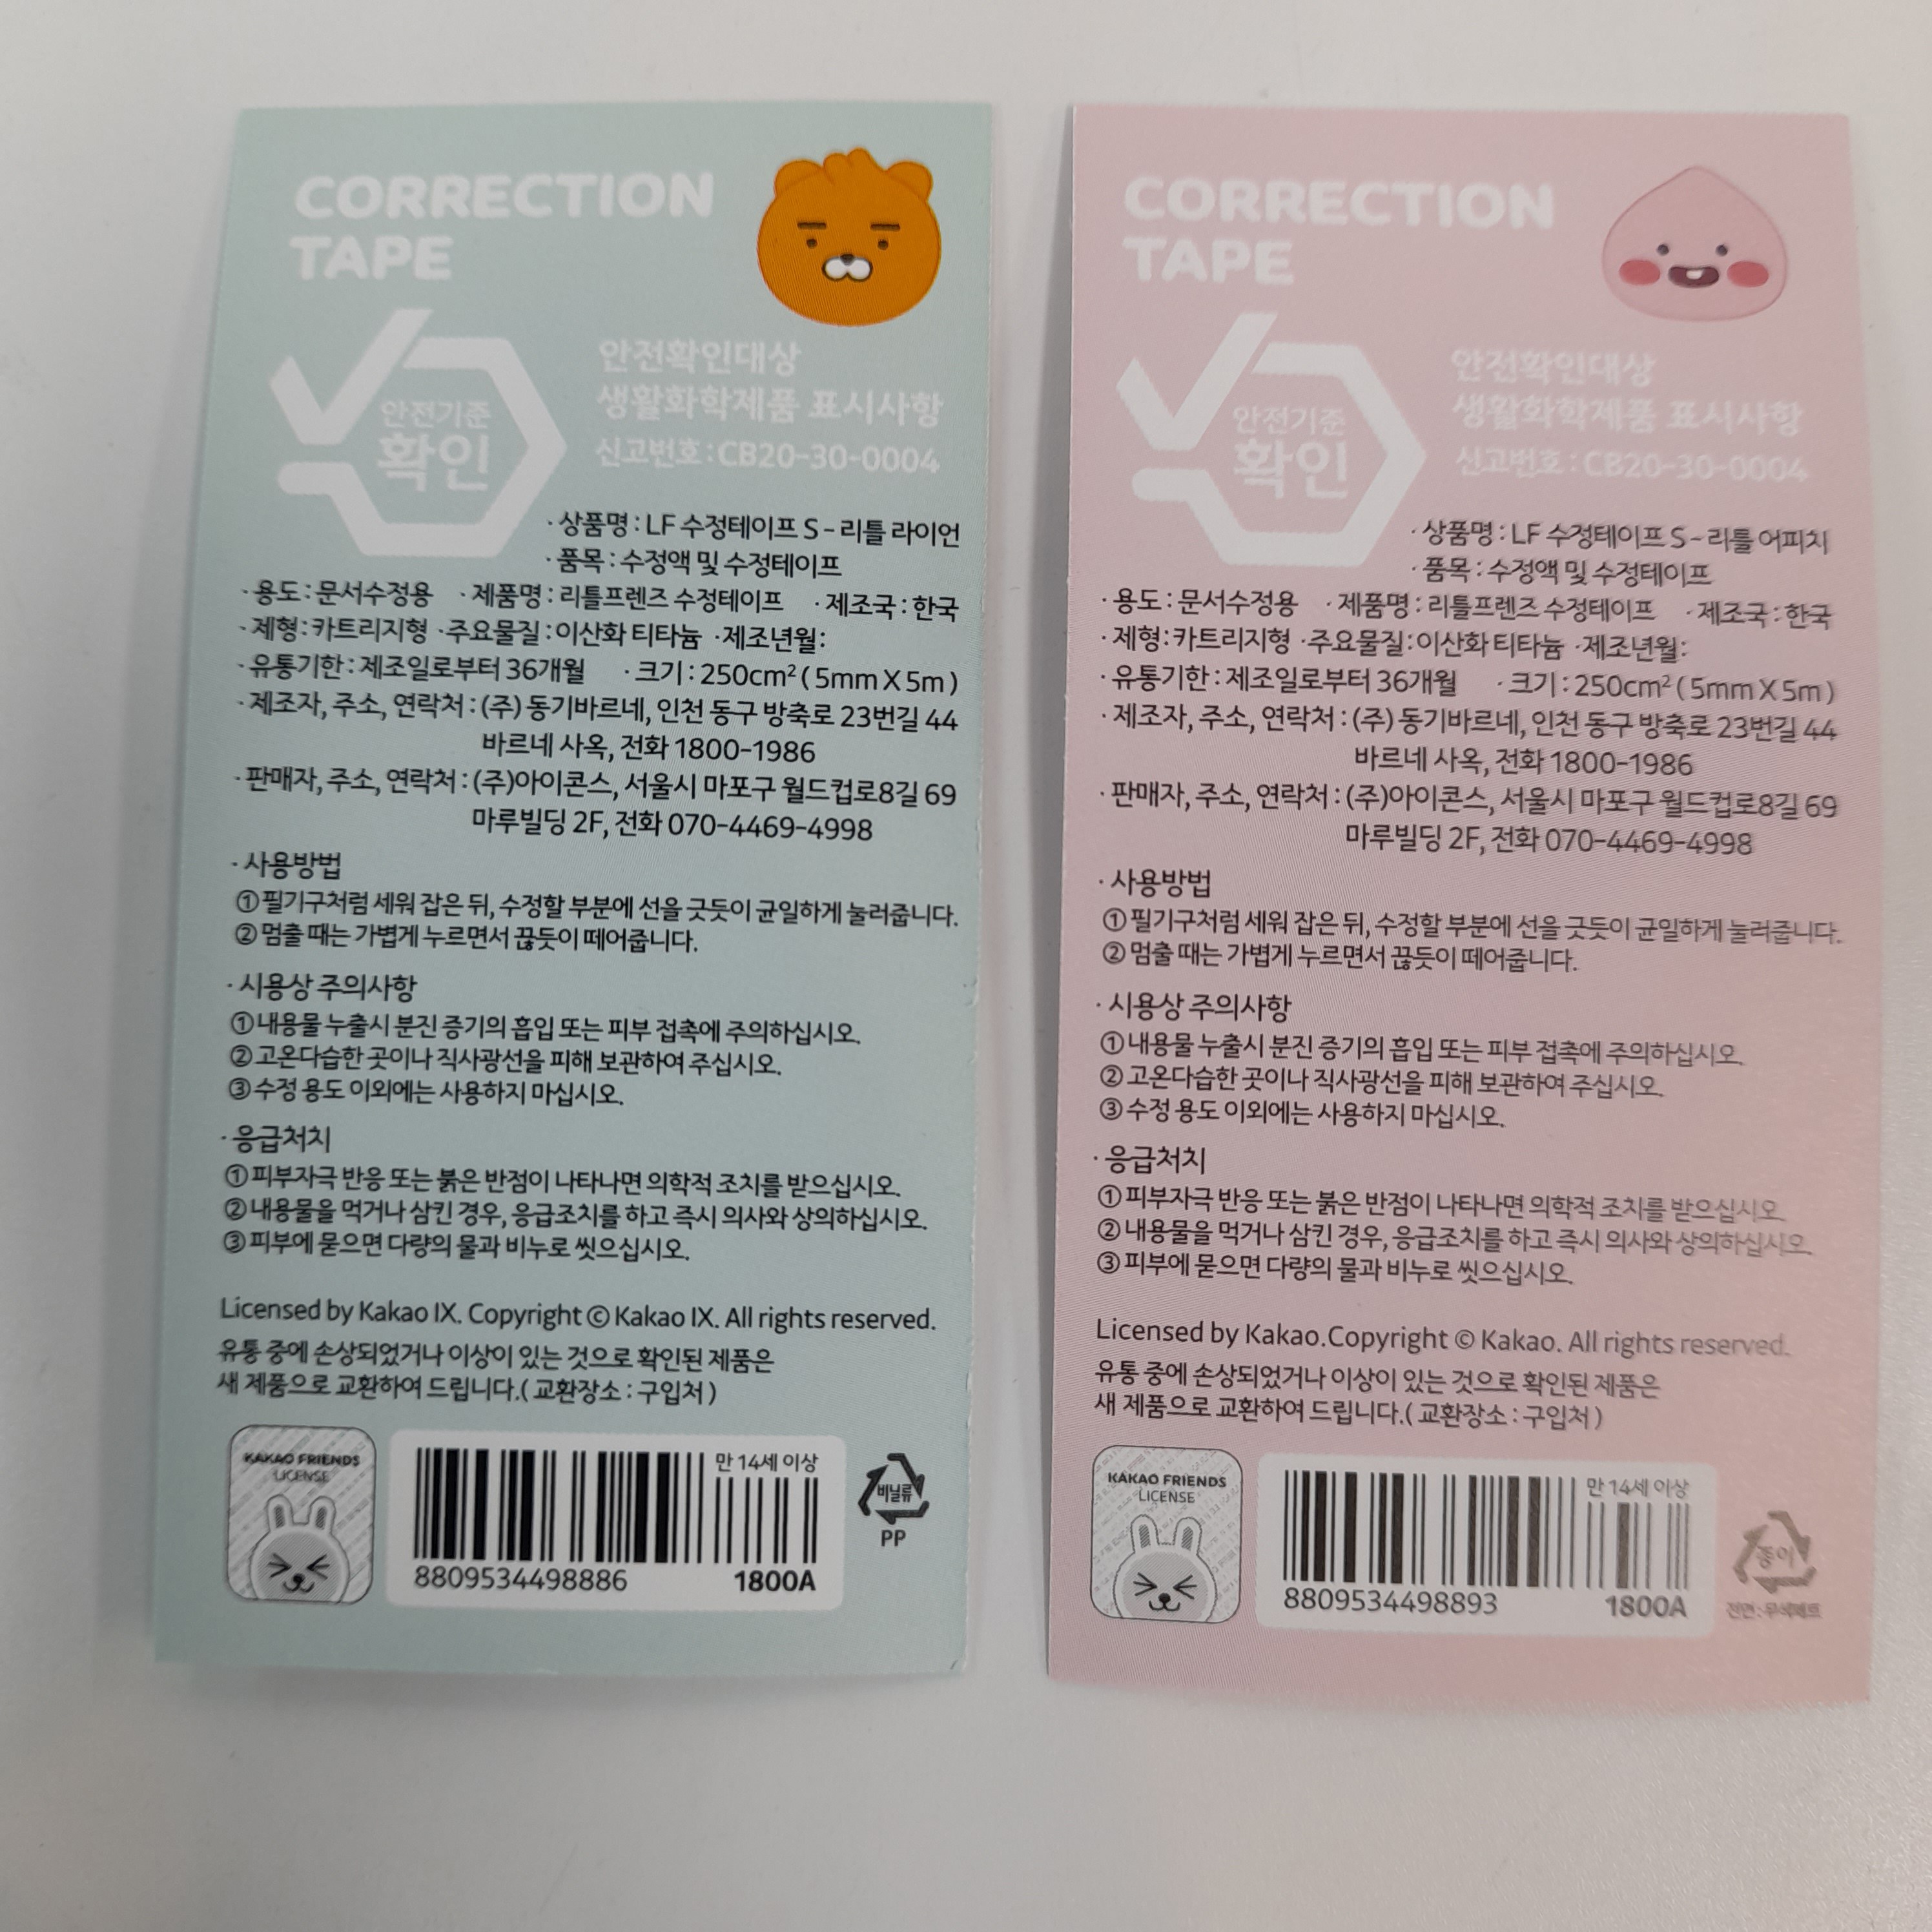 CORRECTION
TAPE
안전기준
확인
안전확인대상
생활화학제품 표시사항
신고번호 : CB20-30-0004
· 상품명 : LF 수정테이프 S - 리틀 라이언
· 품목 : 수정액 및 수정테이프
· 용도 : 문서수정용 · 제품명 : 리틀프렌즈 수정테이프 · 제조국 : 한국
· 제형 : 카트리지형 · 주요물질 : 이산화 티타늄 · 제조년월:
· 유통기한 : 제조일로부터 36개월 · 크기 : 250cm² ( 5mm X 5m )
· 제조자, 주소, 연락처 : (주) 동기바르네, 인천 동구 방축로 23번길 44
바르네 사옥, 전화 1800-1986
· 판매자, 주소, 연락처 : (주)아이콘스, 서울시 마포구 월드컵로8길 69
마루빌딩 2F, 전화 070-4469-4998
· 사용방법
① 필기구처럼 세워 잡은 뒤, 수정할 부분에 선을 긋듯이 균일하게 눌러줍니다.
② 멈출 때는 가볍게 누르면서 끊듯이 떼어줍니다.
· 시용상 주의사항
① 내용물 누출시 분진 증기의 흡입 또는 피부 접촉에 주의하십시오.
② 고온다습한 곳이나 직사광선을 피해 보관하여 주십시오.
③ 수정 용도 이외에는 사용하지 마십시오.
· 응급처치
① 피부자극 반응 또는 붉은 반점이 나타나면 의학적 조치를 받으십시오.
② 내용물을 먹거나 삼킨 경우, 응급조치를 하고 즉시 의사와 상의하십시오.
③ 피부에 묻으면 다량의 물과 비누로 씻으십시오.
Licensed by Kakao IX. Copyright © Kakao IX. All rights reserved.
유통 중에 손상되었거나 이상이 있는 것으로 확인된 제품은
새 제품으로 교환하여 드립니다.( 교환장소 : 구입처 )
KAKAO FRIENDS
LICENSE
만 14세 이상
8809534498886 1800A
비닐류
PP
CORRECTION
TAPE
안전기준
확인
안전확인대상
생활화학제품 표시사항
신고번호 : CB20-30-0004
· 상품명 : LF 수정테이프 S - 리틀 어피치
· 품목 : 수정액 및 수정테이프
· 용도 : 문서수정용 · 제품명 : 리틀프렌즈 수정테이프 · 제조국 : 한국
· 제형 : 카트리지형 · 주요물질 : 이산화 티타늄 · 제조년월:
· 유통기한 : 제조일로부터 36개월 · 크기 : 250cm² ( 5mm X 5m )
· 제조자, 주소, 연락처 : (주) 동기바르네, 인천 동구 방축로 23번길 44
바르네 사옥, 전화 1800-1986
· 판매자, 주소, 연락처 : (주)아이콘스, 서울시 마포구 월드컵로8길 69
마루빌딩 2F, 전화 070-4469-4998
· 사용방법
① 필기구처럼 세워 잡은 뒤, 수정할 부분에 선을 긋듯이 균일하게 눌러줍니다.
② 멈출 때는 가볍게 누르면서 끊듯이 떼어줍니다.
· 시용상 주의사항
① 내용물 누출시 분진 증기의 흡입 또는 피부 접촉에 주의하십시오.
② 고온다습한 곳이나 직사광선을 피해 보관하여 주십시오.
③ 수정 용도 이외에는 사용하지 마십시오.
· 응급처치
① 피부자극 반응 또는 붉은 반점이 나타나면 의학적 조치를 받으십시오.
② 내용물을 먹거나 삼킨 경우, 응급조치를 하고 즉시 의사와 상의하십시오.
③ 피부에 묻으면 다량의 물과 비누로 씻으십시오.
Licensed by Kakao.Copyright © Kakao. All rights reserved.
유통 중에 손상되었거나 이상이 있는 것으로 확인된 제품은
새 제품으로 교환하여 드립니다.( 교환장소 : 구입처 )
KAKAO FRIENDS
LICENSE
만 14세 이상
8809534498893 1800A
종이
전면 : 무색페트